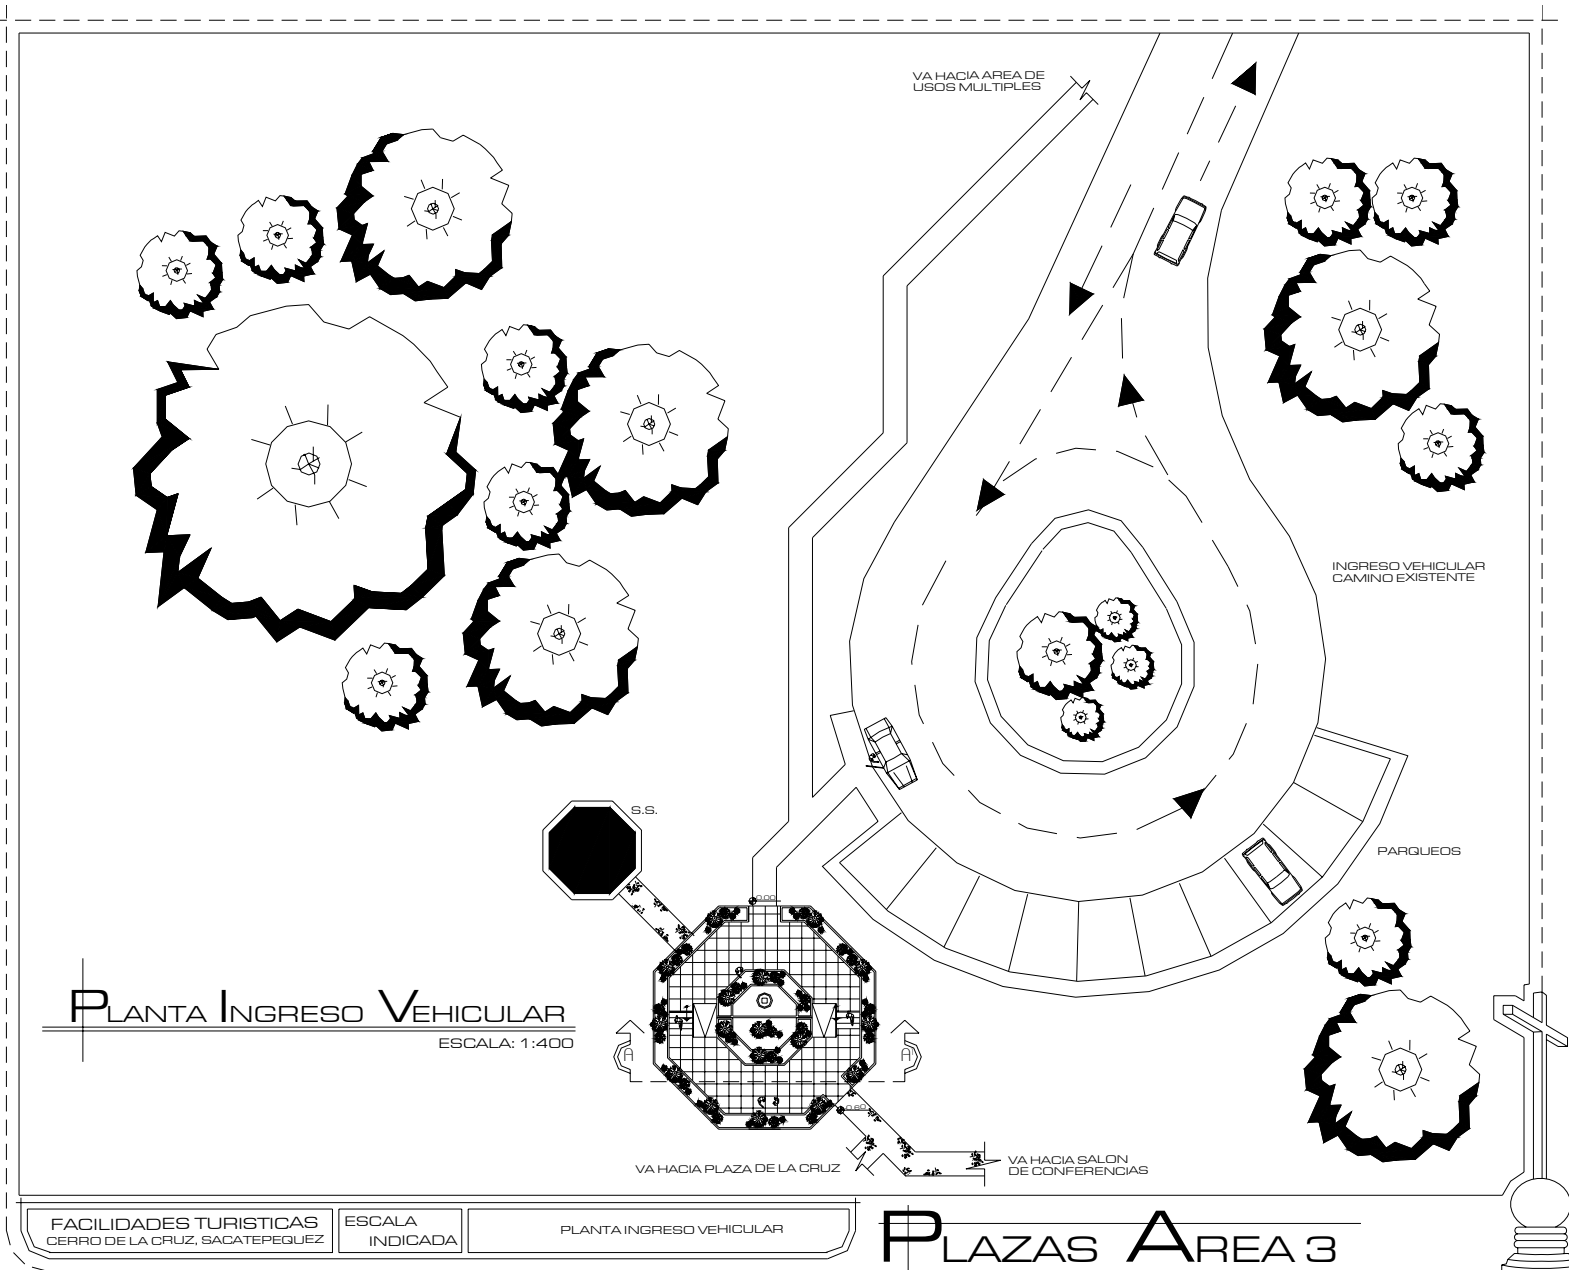 VA HACIA AREA DE
USOS MULTIPLES
INGRESO VEHICULAR
CAMINO EXISTENTE
S.S.
PARQUEOS
0.00
PLANTA INGRESO VEHICULAR
ESCALA: 1:400
A
A'
0.60
VA HACIA PLAZA DE LA CRUZ
VA HACIA SALON
DE CONFERENCIAS
FACILIDADES TURISTICAS
CERRO DE LA CRUZ, SACATEPEQUEZ
ESCALA
INDICADA
PLANTA INGRESO VEHICULAR
PLAZAS AREA 3